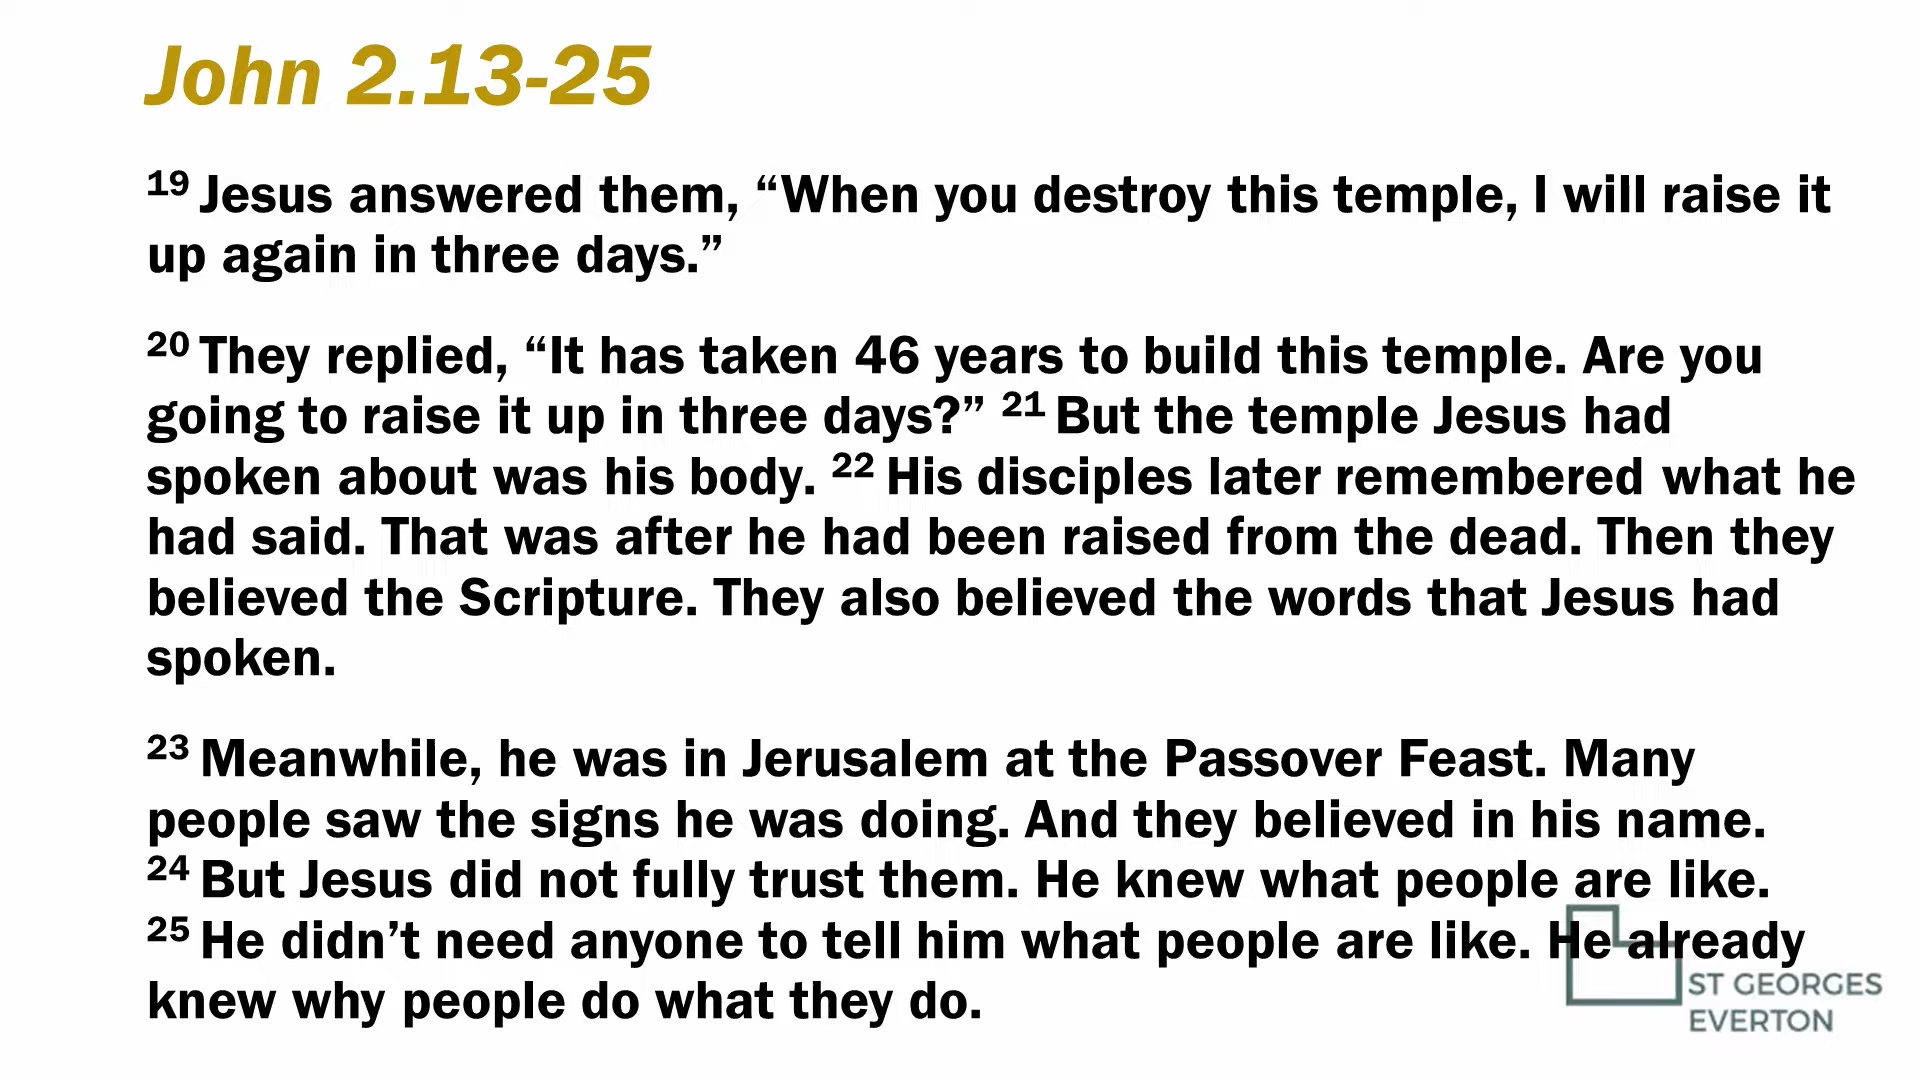 John 2.13-25
19 Jesus answered them, “When you destroy this temple, I will raise it
up again in three days.”
20 They replied, “It has taken 46 years to build this temple. Are you
going to raise it up in three days?” 21 But the temple Jesus had
spoken about was his body. 22 His disciples later remembered what he
had said. That was after he had been raised from the dead. Then they
believed the Scripture. They also believed the words that Jesus had
spoken.
23 Meanwhile, he was in Jerusalem at the Passover Feast. Many
people saw the signs he was doing. And they believed in his name.
24 But Jesus did not fully trust them. He knew what people are like.
25 He didn’t need anyone to tell him what people are like. He already
knew why people do what they do.
ST GEORGES
EVERTON